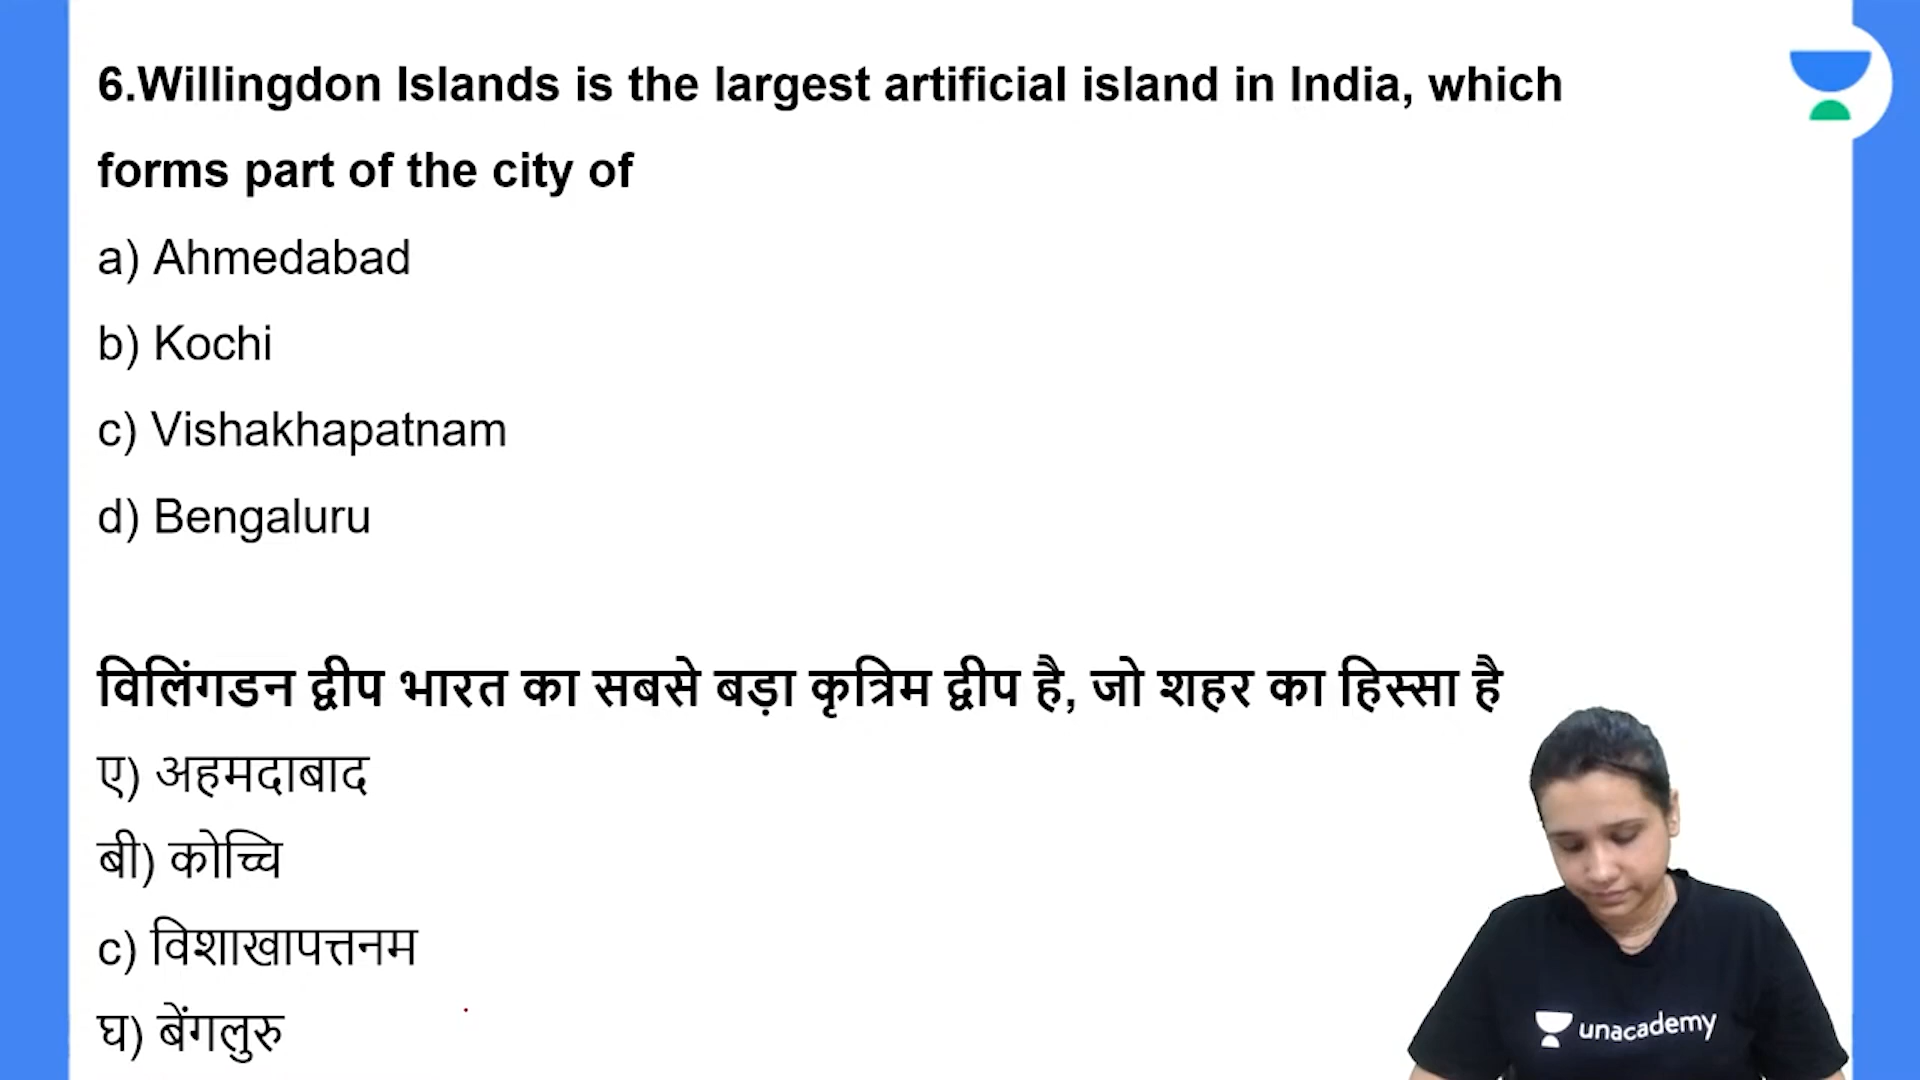 6.Willingdon Islands is the largest artificial island in India, which
forms part of the city of
a) Ahmedabad
b) Kochi
c) Vishakhapatnam
d) Bengaluru
विलिंगडन द्वीप भारत का सबसे बड़ा कृत्रिम द्वीप है, जो शहर का हिस्सा है
ए) अहमदाबाद
बी) कोच्चि
c) विशाखापत्तनम
घ) बेंगलुरु
unacademy